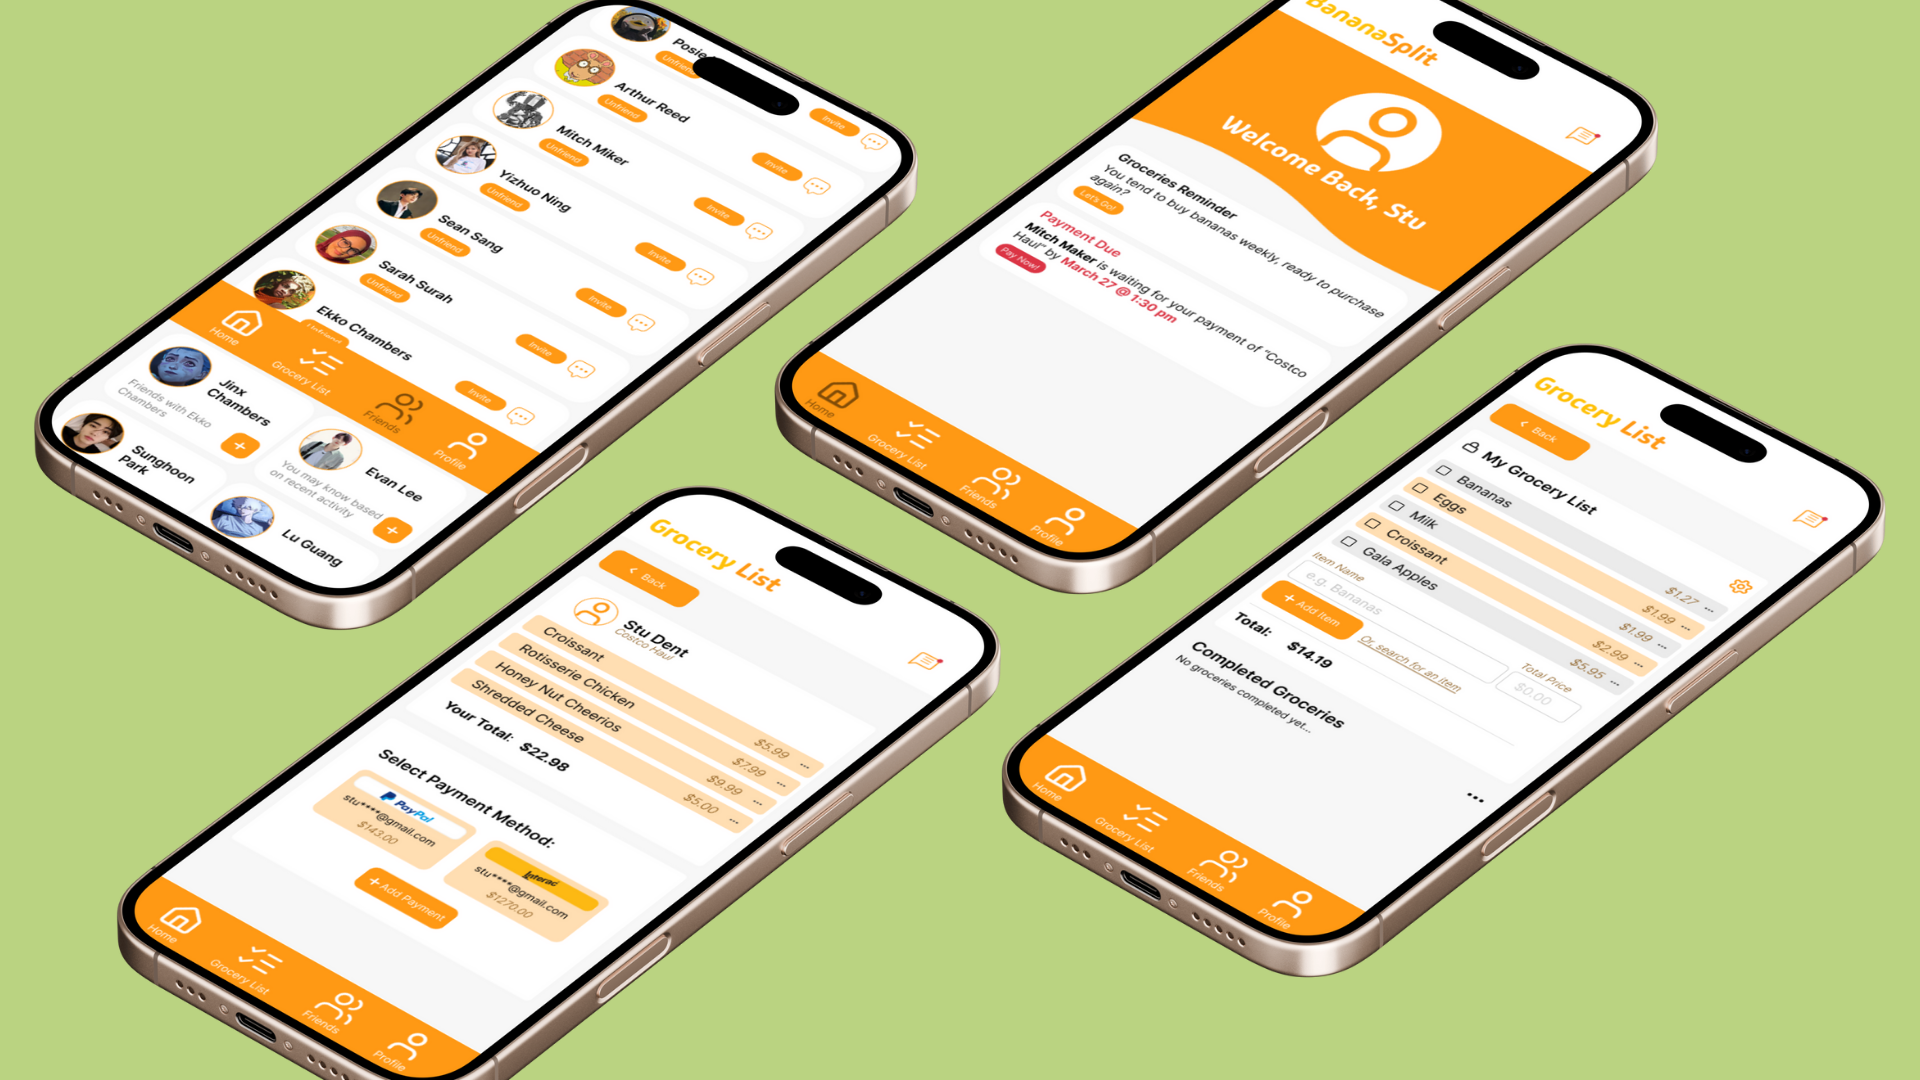 Arthur Reed
Unfriend
Invite
Mitch Miker
Unfriend
Invite
Yizhuo Ning
Unfriend
Invite
Sean Sang
Unfriend
Invite
Sarah Surah
Unfriend
Invite
Ekko Chambers
Invite
Invite
Home
Grocery List
Friends
Profile
Jinx
Chambers
Friends with Ekko
Chambers
+
Evan Lee
You may know based
on recent activity
+
Sunghoon
Park
Lu Guang
BananaSplit
Welcome Back, Stu
Groceries Reminder
You tend to buy bananas weekly, ready to purchase
again?
Let's Go!
Payment Due
Mitch Maker is waiting for your payment of "Costco
Haul" by March 27 @ 1:30 pm
Pay Now!
Home
Grocery List
Friends
Profile
Grocery List
< Back
Stu Dent
Costco Haul
Croissant $5.99 ...
Rotisserie Chicken $7.99 ...
Honey Nut Cheerios $9.99 ...
Shredded Cheese $5.00 ...
Your Total: $22.98
Select Payment Method:
PayPal
stu****@gmail.com
$143.00
Interac
stu****@gmail.com
$1270.00
+ Add Payment
Home
Grocery List
Friends
Profile
Grocery List
< Back
My Grocery List
Bananas $1.27 ...
Eggs $1.99 ...
Milk $1.99 ...
Croissant $2.99 ...
Gala Apples $5.95 ...
Item Name
e.g. Bananas
Total Price
$0.00
+ Add Item
Or, search for an item
Total: $14.19
Completed Groceries
No groceries completed yet...
...
Home
Grocery List
Friends
Profile